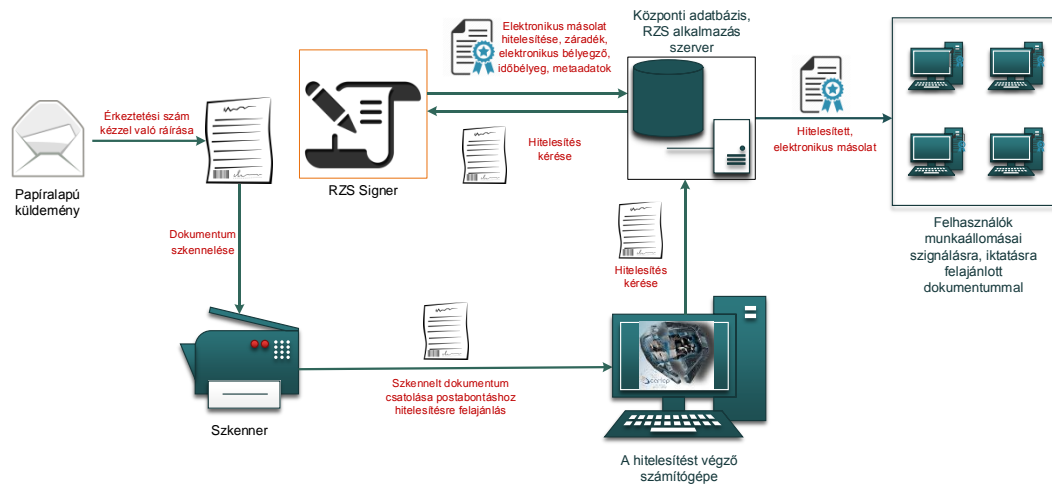 Érkeztetési szám
kézzel való ráírása
Papíralapú
küldemény
RZS Signer
Elektronikus másolat
hitelesítése, záradék,
elektronikus bélyegző,
időbélyeg, metaadatok
Hitelesítés
kérése
Központi adatbázis,
RZS alkalmazás
szerver
Hitelesített,
elektronikus másolat
Felhasználók
munkaállomásai
szignálásra, iktatásra
felajánlott
dokumentummal
Dokumentum
szkennelése
Szkenner
Szkennelt dokumentum
csatolása postabontáshoz
hitelesítésre felajánlás
Hitelesítés
kérése
A hitelesítést végző
számítógépe